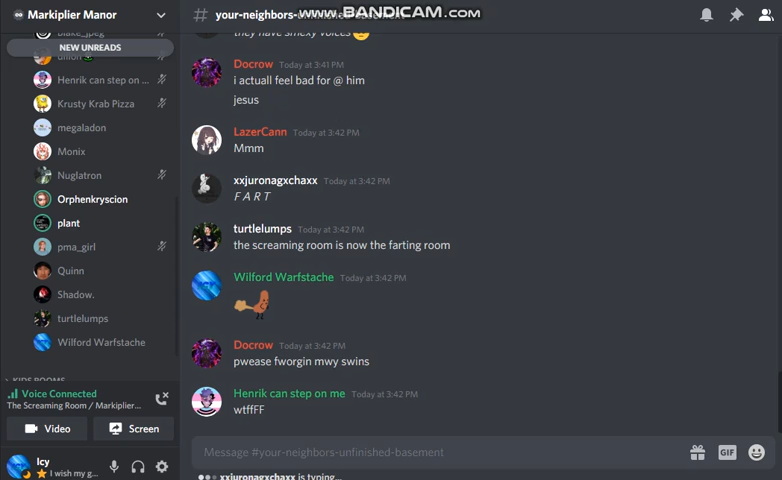 Markiplier Manor
# your-neighbors-
WWW.BANDICAM.COM
NEW UNREADS
blake_jpeg
dillon
Henrik can step on ...
Krusty Krab Pizza
megaladon
Monix
Nuglatron
Orphenkryscion
plant
pma_girl
Quinn
Shadow.
turtlelumps
Wilford Warfstache
KIDS ROOMS
Voice Connected
The Screaming Room / Markiplier...
Video
Screen
Icy
I wish my g...
they have smexy voices
Docrow Today at 3:41 PM
i actuall feel bad for @ him
jesus
LazerCann Today at 3:42 PM
Mmm
xxjuronagxchaxx Today at 3:42 PM
F A R T
turtlelumps Today at 3:42 PM
the screaming room is now the farting room
Wilford Warfstache Today at 3:42 PM
Docrow Today at 3:42 PM
pwease fworgin mwy swins
Henrik can step on me Today at 3:42 PM
wtffFF
Message #your-neighbors-unfinished-basement
GIF
xxjuronagxchaxx is typing...